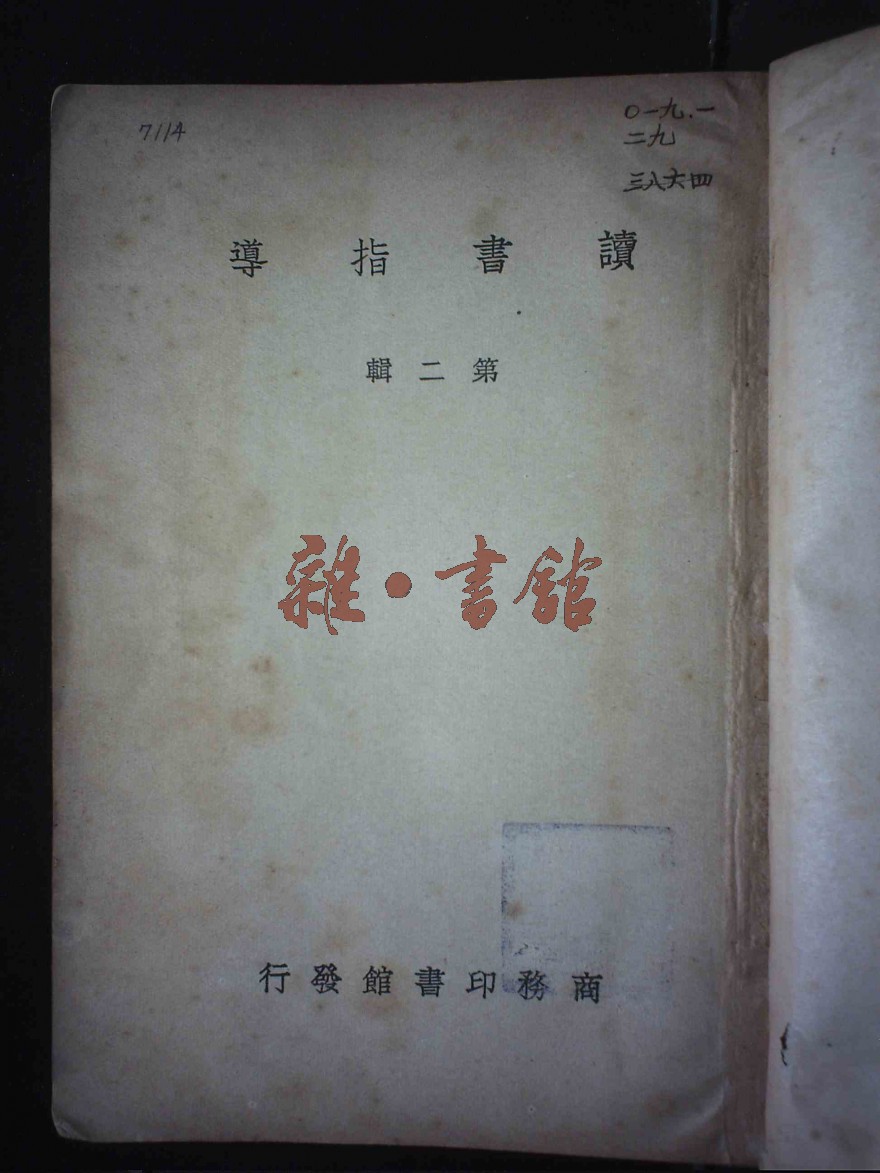 7114
〇一九.一
二九
三八六四
讀書指導
第二輯
雜·書館
商務印書館發行